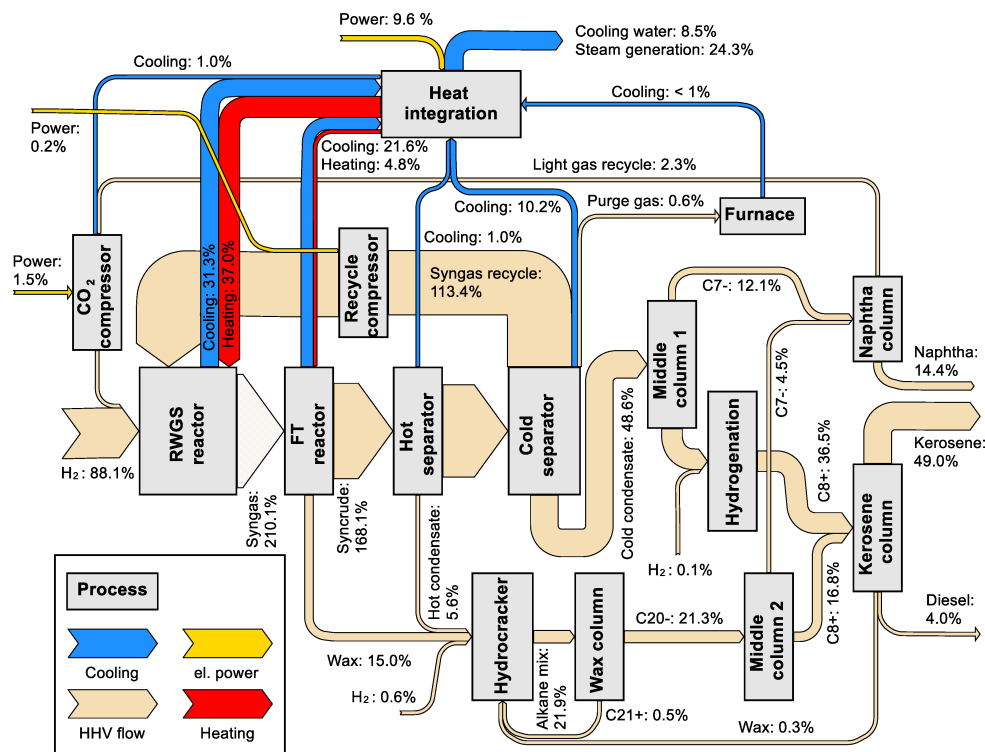 Power: 9.6 %
Cooling water: 8.5%
Steam generation: 24.3%
Cooling: 1.0%
Heat
integration
Cooling: < 1%
Power:
0.2%
Cooling: 21.6%
Heating: 4.8%
Light gas recycle: 2.3%
Cooling: 10.2%
Purge gas: 0.6%
Furnace
Cooling: 1.0%
Power:
1.5%
CO2
compressor
Cooling: 31.3%
Heating: 37.0%
Recycle
compressor
Syngas recycle:
113.4%
C7-: 12.1%
Middle
column 1
Naphtha
column
Naphtha:
14.4%
C7-: 4.5%
H2: 88.1%
RWGS
reactor
FT
reactor
Hot
separator
Cold
separator
Cold condensate: 48.6%
Hydrogenation
C8+: 36.5%
Kerosene
column
Kerosene:
49.0%
Syngas:
210.1%
Syncrude:
168.1%
Hot condensate:
5.6%
H2: 0.1%
Process
Cooling
el. power
HHV flow
Heating
Wax: 15.0%
H2: 0.6%
Hydrocracker
Alkane mix:
21.9%
Wax column
C20-: 21.3%
Middle
column 2
C8+: 16.8%
Diesel:
4.0%
C21+: 0.5%
Wax: 0.3%